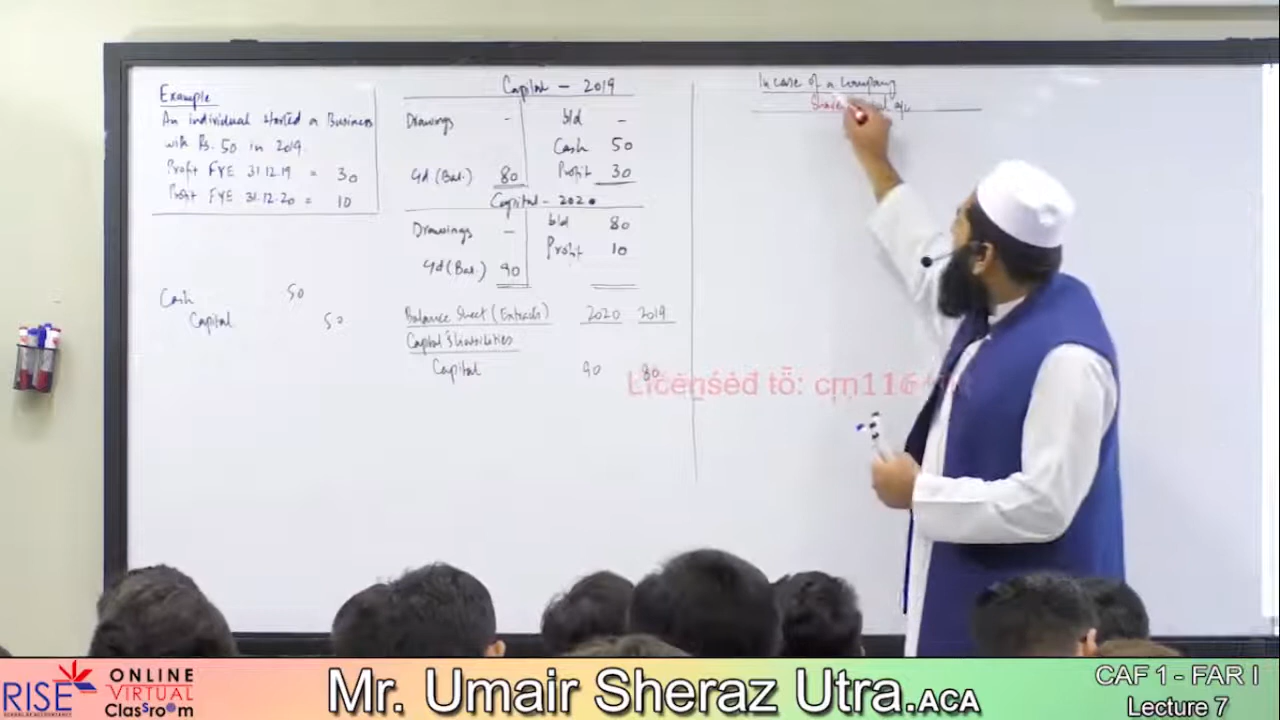 Example
An individual started a Business
with Rs. 50 in 2019.
Profit FYE 31.12.19 = 30
Profit FYE 31.12.20 = 10
Cash 50
Capital 50
Capital - 2019
Drawings - b/d -
Cash 50
Profit 30
c/d (Bal.) 80
Capital - 2020
Drawings - b/d 80
Profit 10
c/d (Bal.) 90
Balance Sheet (Extracts) 2020 2019
Capital & Liabilities
Capital 90 80
In case of a Company
Share a/c
Licensed to: cm116
RISE
ONLINE
VIRTUAL
ClassrooM
Mr. Umair Sheraz Utra.ACA
CAF 1 - FAR I
Lecture 7